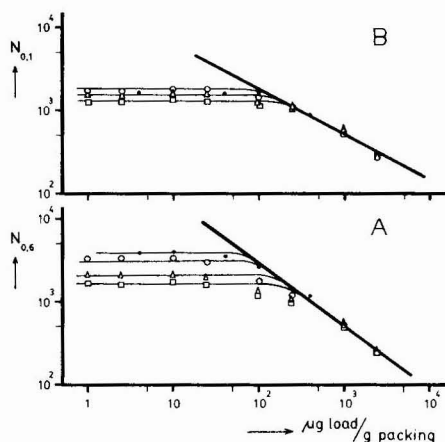 B
10⁴
N₀,₁
10³
10²
A
10⁴
N₀,₆
10³
10²
1 10 10² 10³ 10⁴
μg load/g packing